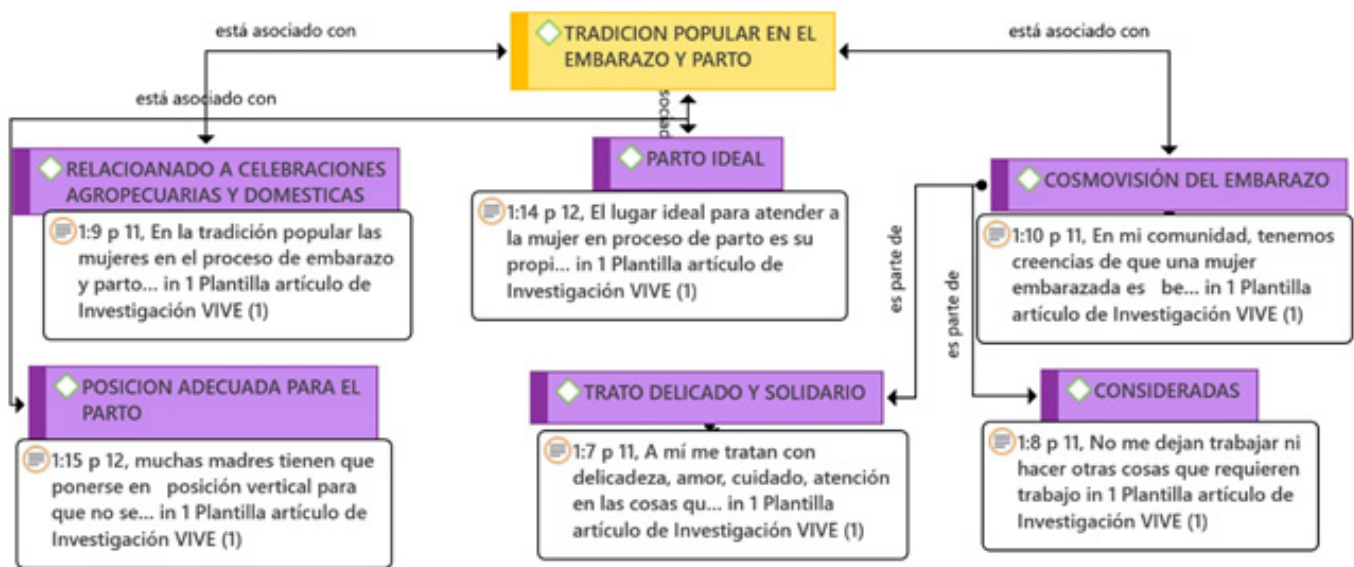 está asociado con
TRADICION POPULAR EN EL
EMBARAZO Y PARTO
está asociado con
está asociado con
sociad
RELACIOANADO A CELEBRACIONES
AGROPECUARIAS Y DOMESTICAS
1:9 p 11, En la tradición popular las
mujeres en el proceso de embarazo
y parto... in 1 Plantilla artículo de
Investigación VIVE (1)
PARTO IDEAL
1:14 p 12, El lugar ideal para atender a
la mujer en proceso de parto es su
propi... in 1 Plantilla artículo de
Investigación VIVE (1)
COSMOVISIÓN DEL EMBARAZO
1:10 p 11, En mi comunidad, tenemos
creencias de que una mujer
embarazada es be... in 1 Plantilla
artículo de Investigación VIVE (1)
es parte de
es parte de
POSICION ADECUADA PARA EL
PARTO
1:15 p 12, muchas madres tienen que
ponerse en posición vertical para
que no se... in 1 Plantilla artículo de
Investigación VIVE (1)
TRATO DELICADO Y SOLIDARIO
1:7 p 11, A mí me tratan con
delicadeza, amor, cuidado, atención
en las cosas qu... in 1 Plantilla
artículo de Investigación VIVE (1)
CONSIDERADAS
1:8 p 11, No me dejan trabajar ni
hacer otras cosas que requieren
trabajo in 1 Plantilla artículo de
Investigación VIVE (1)